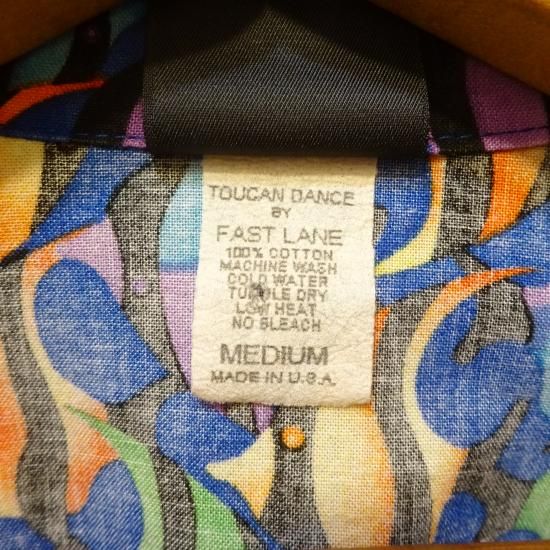 TOUCAN DANCE
BY
FAST LANE
100% COTTON
MACHINE WASH
COLD WATER
TUMBLE DRY
LOW HEAT
NO BLEACH
MEDIUM
MADE IN U.S.A.